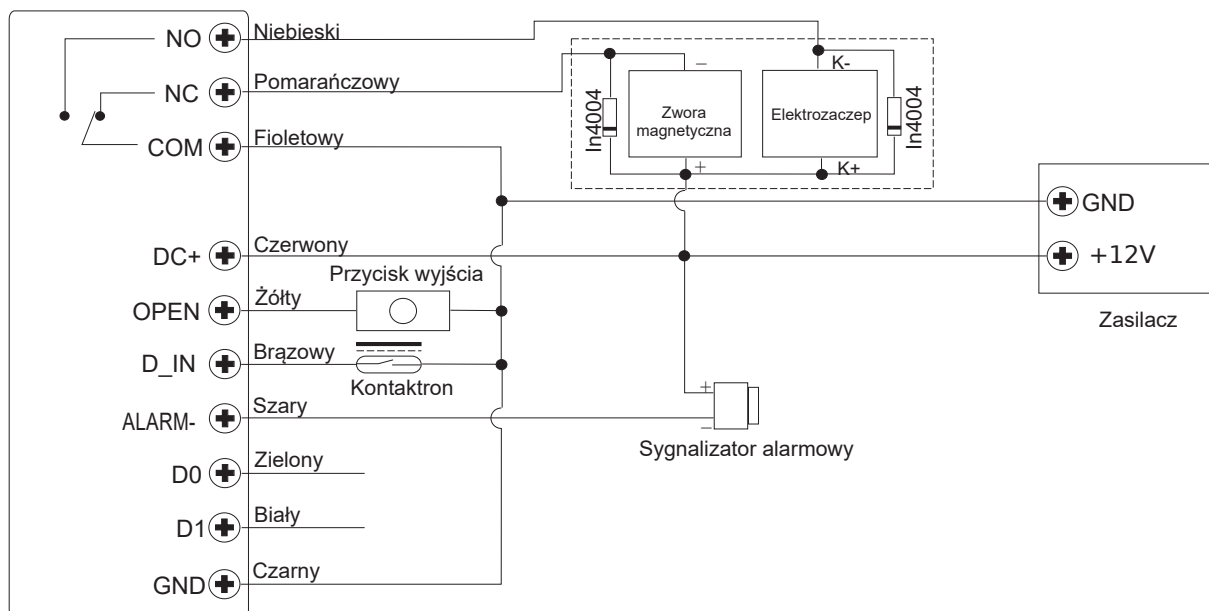 NO Niebieski
NC Pomarańczowy
COM Fioletowy
DC+ Czerwony
OPEN Żółty
D_IN Brązowy
ALARM- Szary
D0 Zielony
D1 Biały
GND Czarny
Przycisk wyjścia
Kontaktron
In4004
–
Zwora
magnetyczna
+
K-
Elektrozaczep
K+
In4004
GND
+12V
Zasilacz
+
–
Sygnalizator alarmowy